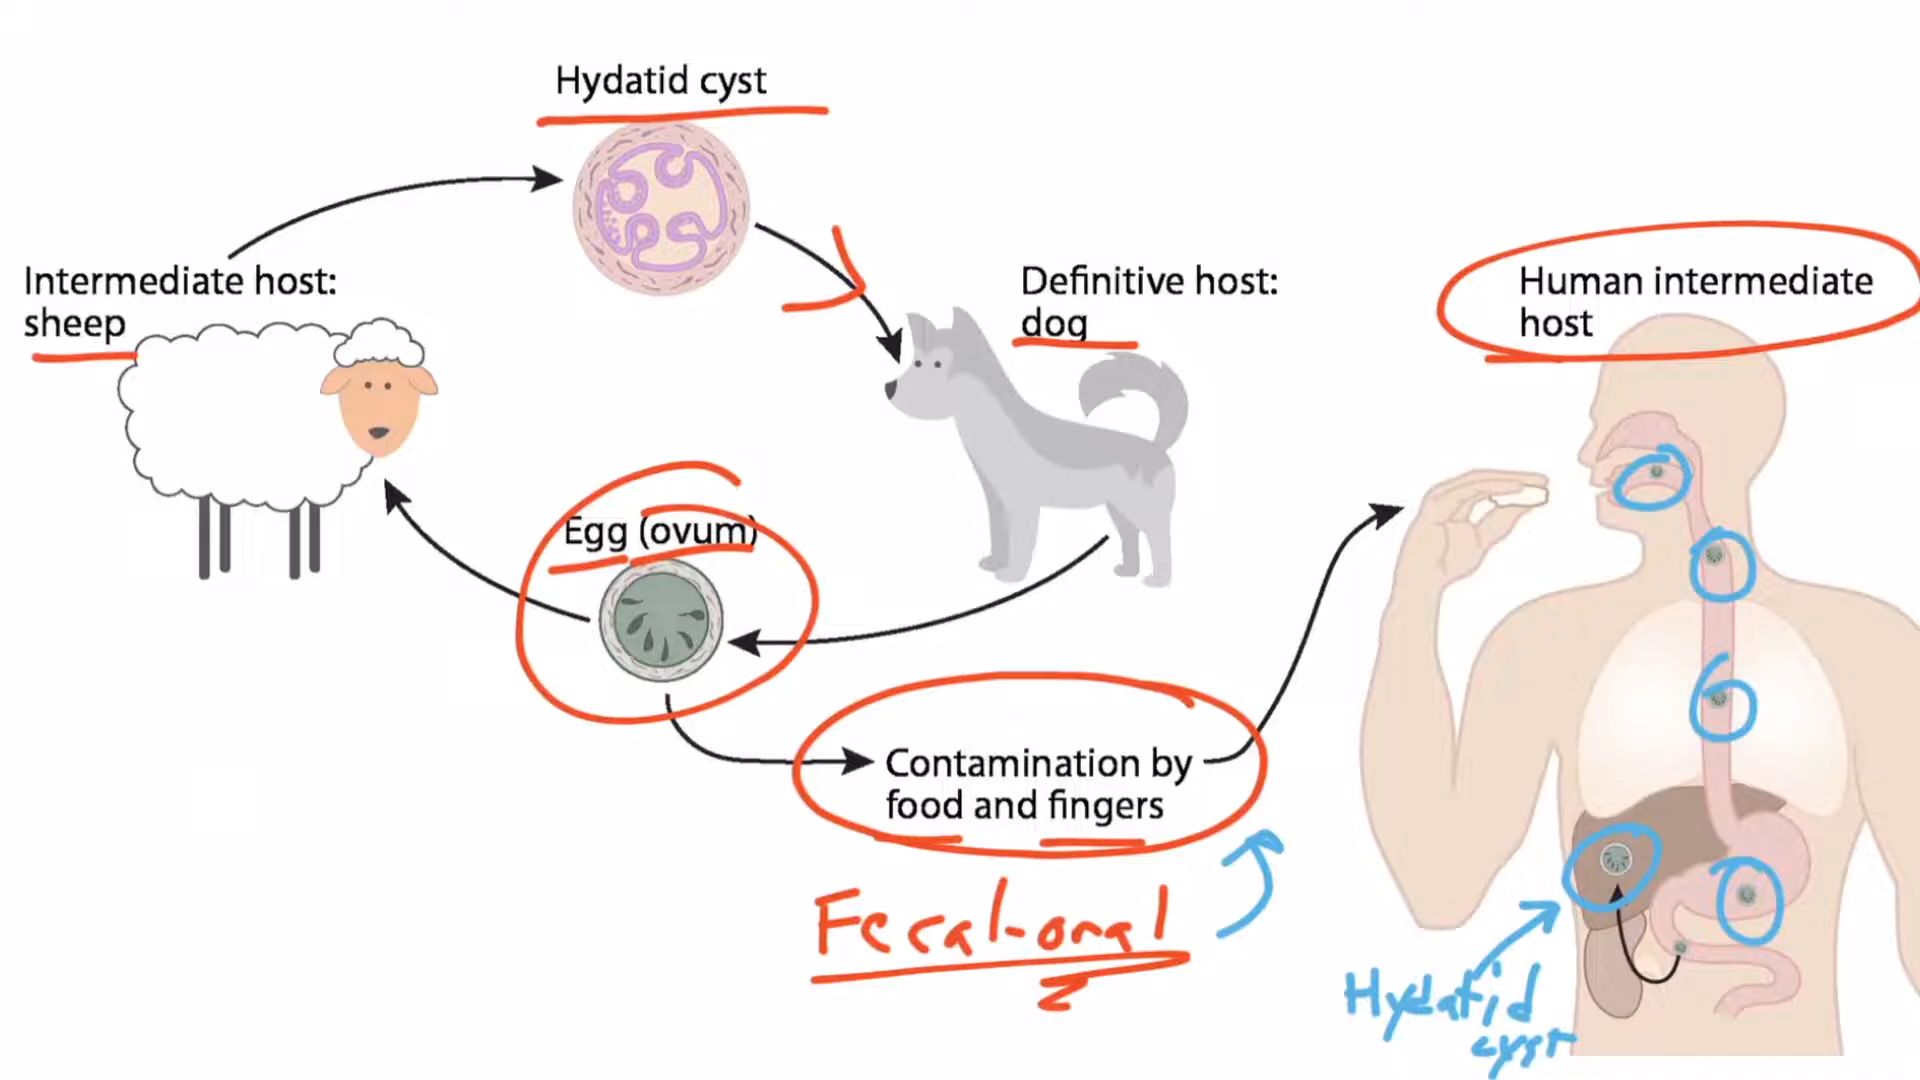 Hydatid cyst
Intermediate host:
sheep
Definitive host:
dog
Human intermediate
host
Egg (ovum)
Contamination by
food and fingers
Fecal-oral
Hydatid
cyst